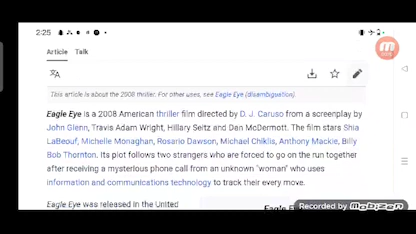 2:25
Article Talk
This article is about the 2008 thriller. For other uses, see Eagle Eye (disambiguation).
Eagle Eye is a 2008 American thriller film directed by D. J. Caruso from a screenplay by
John Glenn, Travis Adam Wright, Hillary Seitz and Dan McDermott. The film stars Shia
LaBeouf, Michelle Monaghan, Rosario Dawson, Michael Chiklis, Anthony Mackie, Billy
Bob Thornton. Its plot follows two strangers who are forced to go on the run together
after receiving a mysterious phone call from an unknown "woman" who uses
information and communications technology to track their every move.
Eagle Eye was released in the United
Recorded by Mobizen